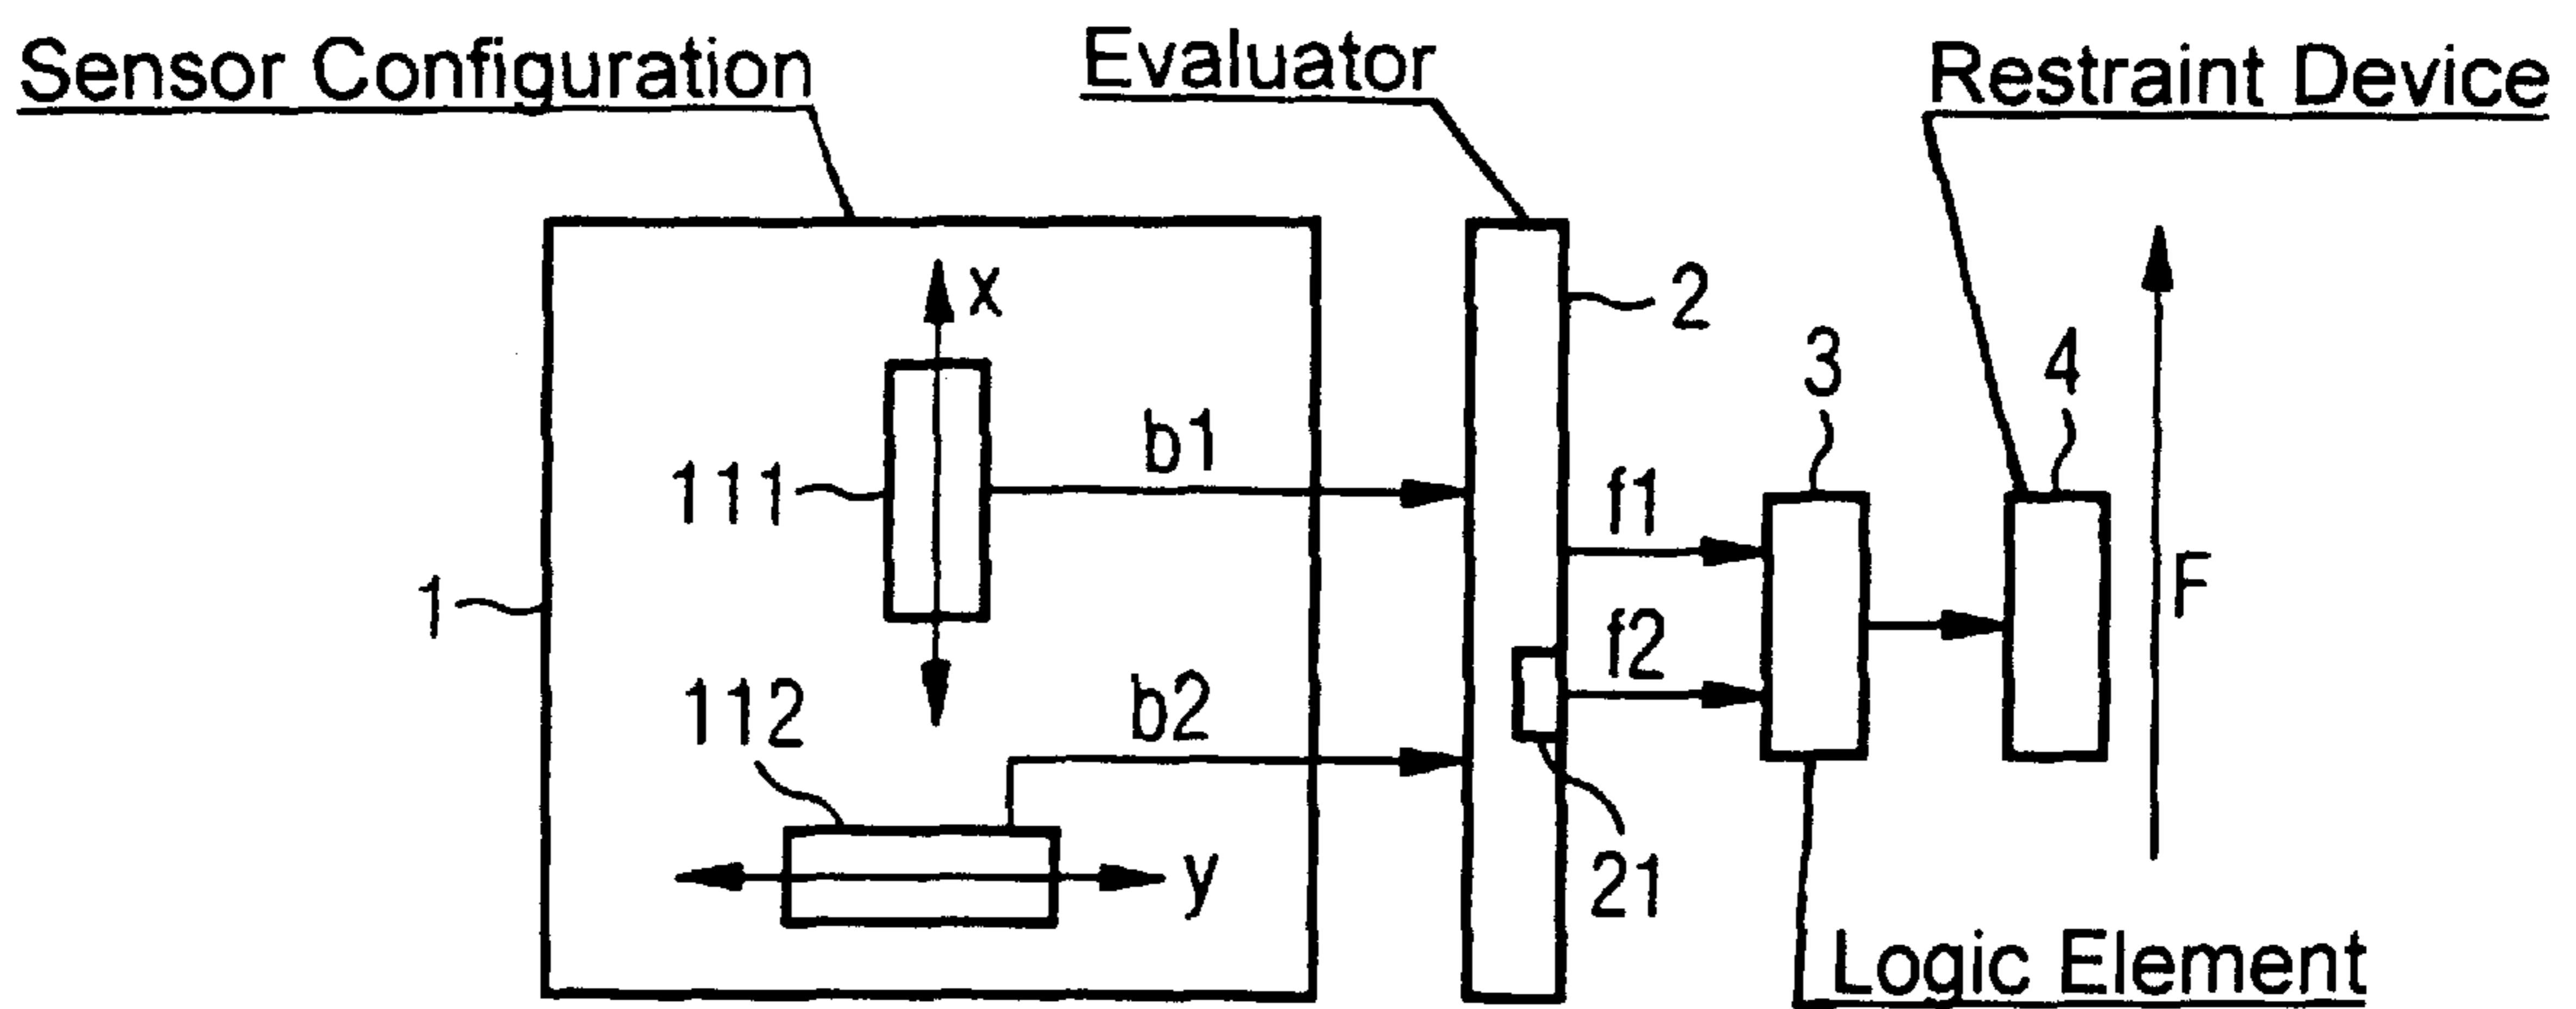 Sensor Configuration
Evaluator
Restraint Device
x
2
3
4
b1
111
f1
1
F
f2
112
b2
21
y
Logic Element